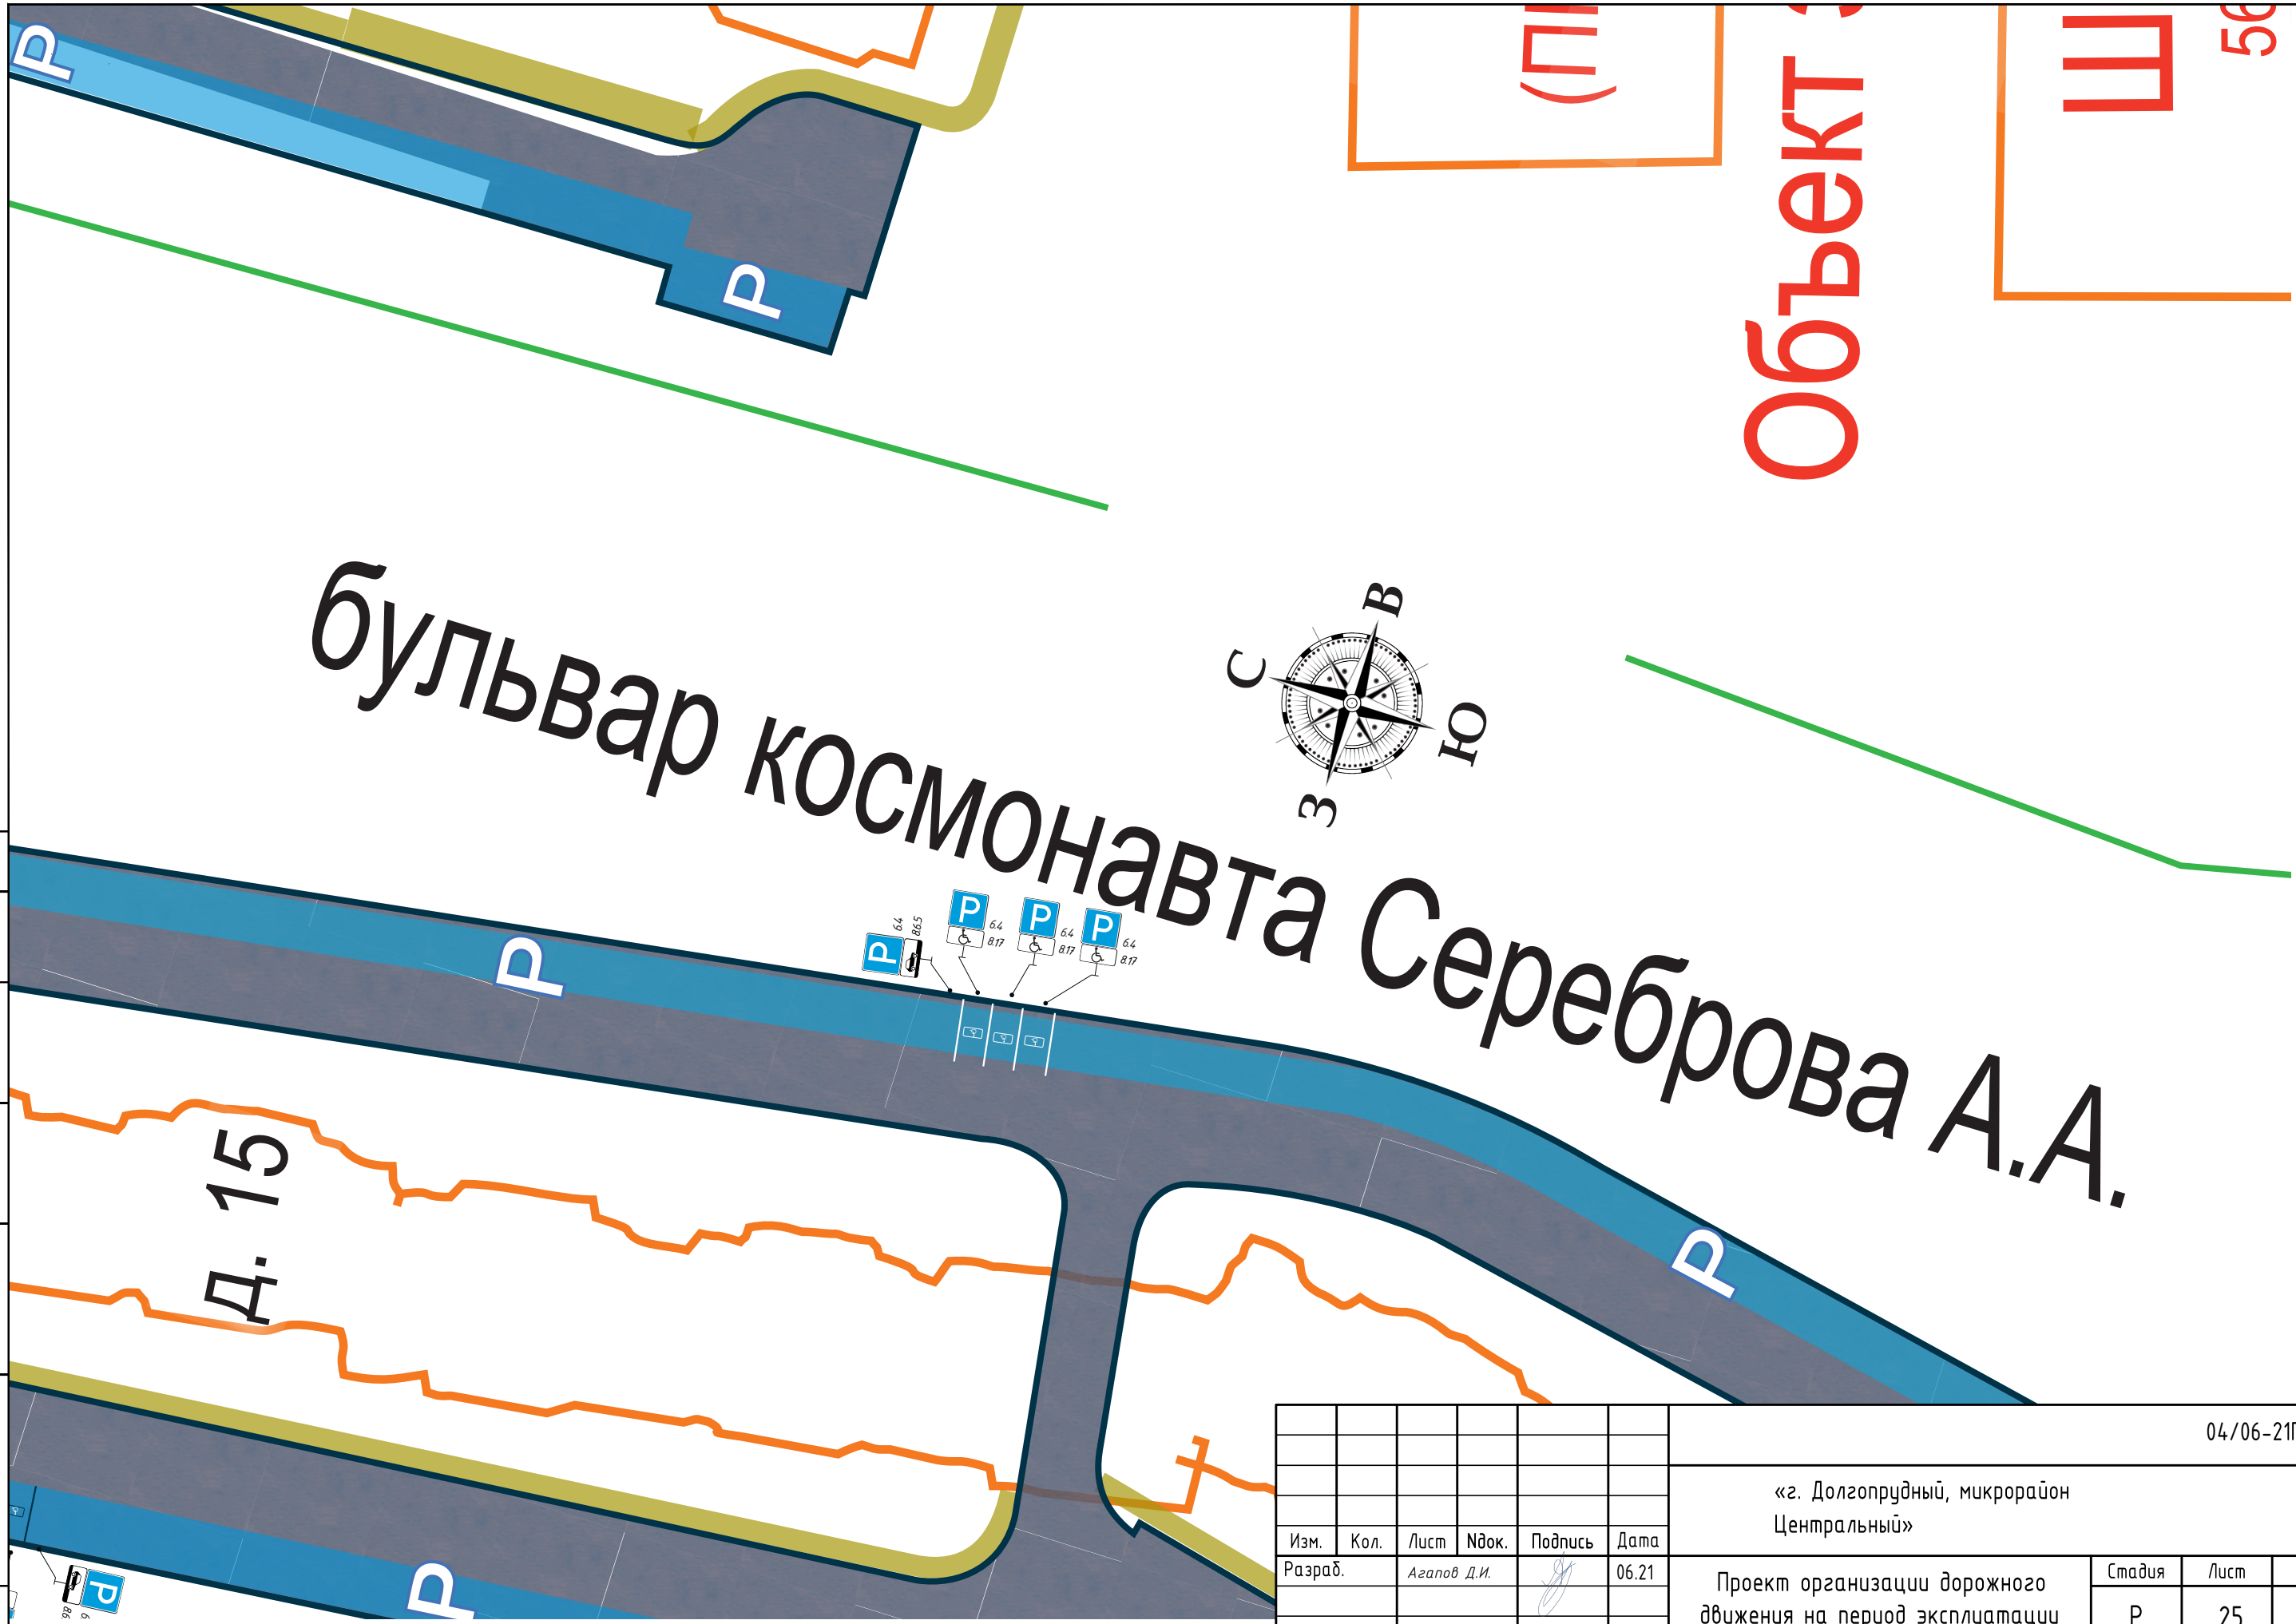 P
(П
Объект
Ш
56
P
бульвар космонавта Сереброва А.А.
С
В
Ю
З
P
P
6.4
8.6.5
P
6.4
8.17
P
6.4
8.17
P
6.4
8.17
д. 15
P
P
P
04/06-21
«г. Долгопрудный, микрорайон
Центральный»
Изм. Кол. Лист Nдок. Подпись Дата
Разраб. Агапов Д.И. 06.21
Проект организации дорожного
движения на период эксплуатации
Стадия Лист
Р 25